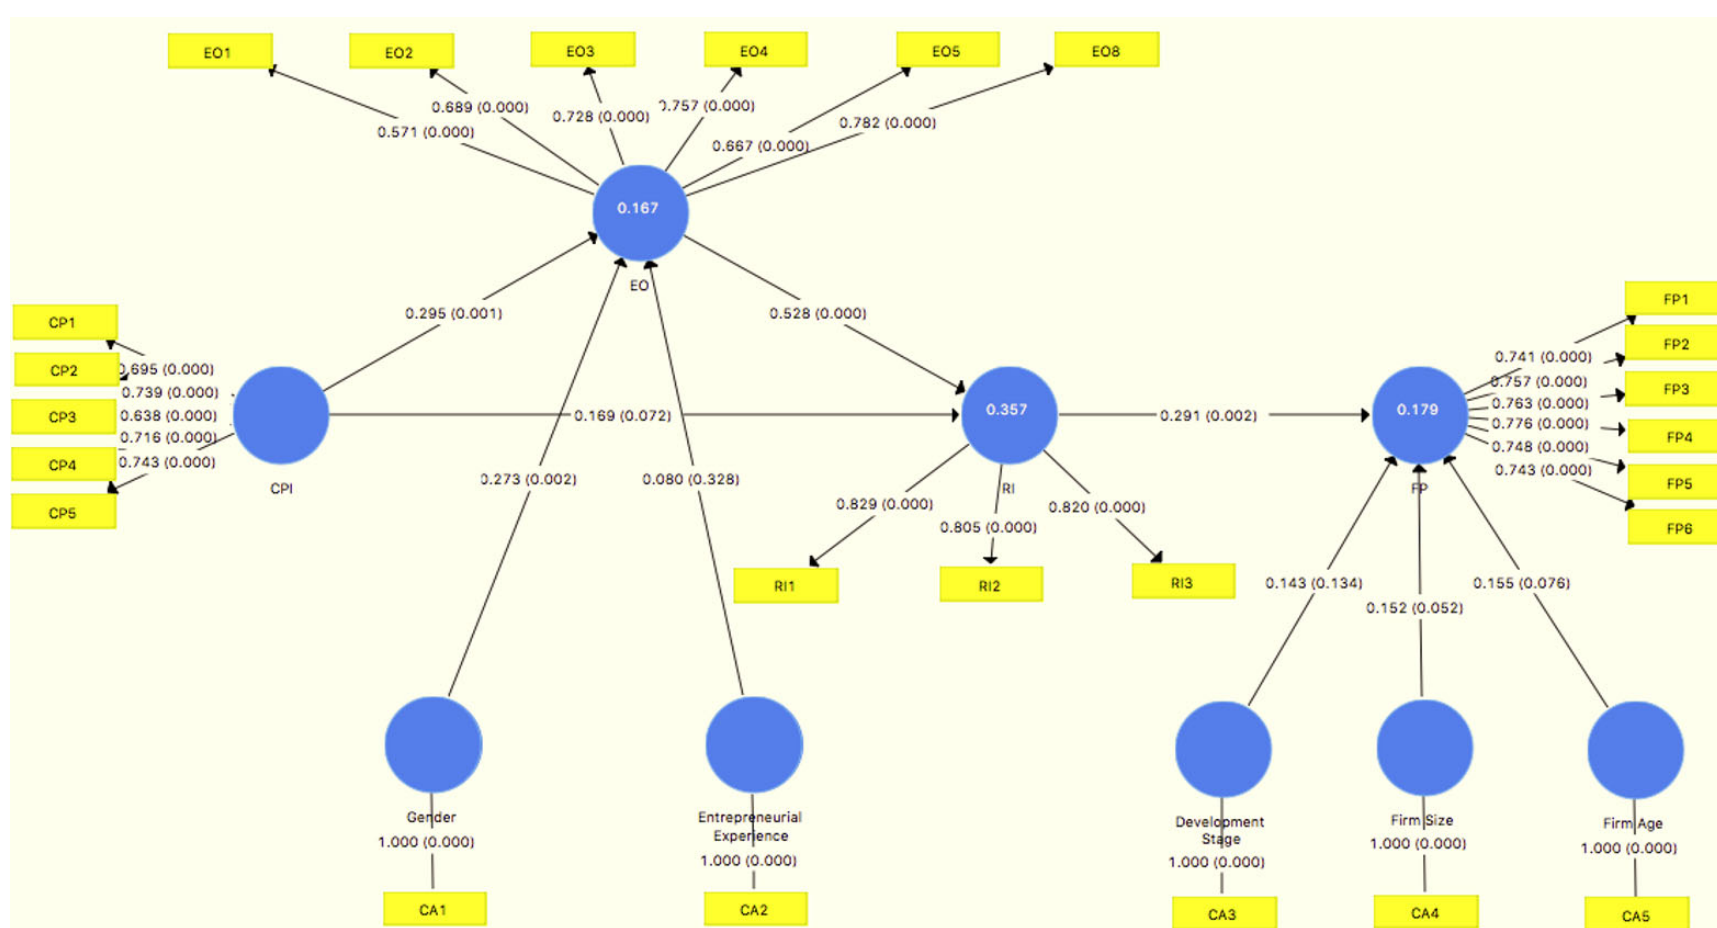 EO1
EO2
EO3
EO4
EO5
EO8
0.689 (0.000)
0.571 (0.000)
0.728 (0.000)
0.757 (0.000)
0.667 (0.000)
0.782 (0.000)
0.167
EO
0.295 (0.001)
0.528 (0.000)
CP1
CP2
CP3
CP4
CP5
0.695 (0.000)
0.739 (0.000)
0.638 (0.000)
0.716 (0.000)
0.743 (0.000)
CPI
0.169 (0.072)
0.357
RI
0.291 (0.002)
0.179
FP
0.741 (0.000)
0.757 (0.000)
0.763 (0.000)
0.776 (0.000)
0.748 (0.000)
0.743 (0.000)
FP1
FP2
FP3
FP4
FP5
FP6
0.273 (0.002)
0.080 (0.328)
0.829 (0.000)
0.805 (0.000)
0.820 (0.000)
RI1
RI2
RI3
0.143 (0.134)
0.152 (0.052)
0.155 (0.076)
Gender
1.000 (0.000)
CA1
Entrepreneurial
Experience
1.000 (0.000)
CA2
Development
Stage
1.000 (0.000)
CA3
Firm Size
1.000 (0.000)
CA4
Firm Age
1.000 (0.000)
CA5